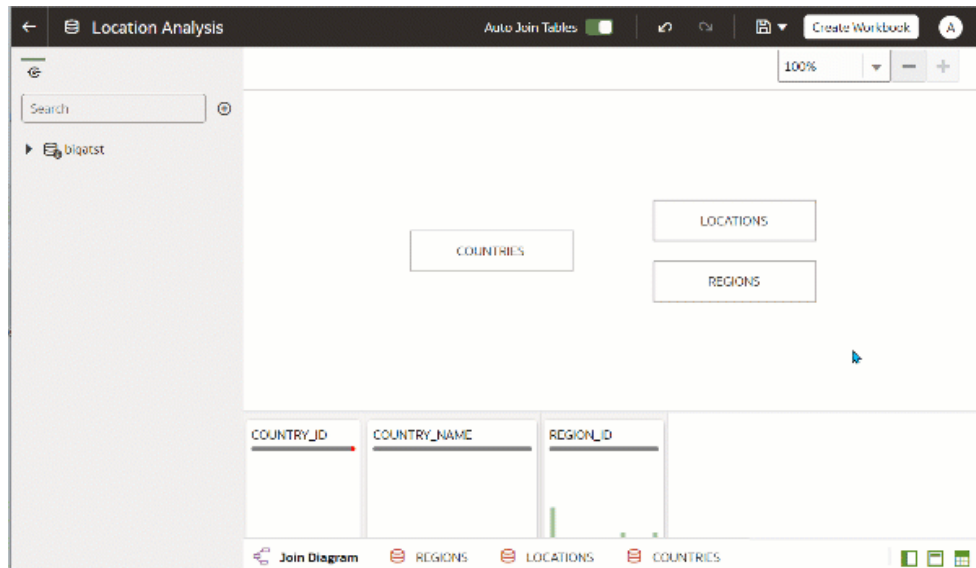 Location Analysis
Auto Join Tables
Create Workbook
A
100%
Search
biqatst
LOCATIONS
COUNTRIES
REGIONS
COUNTRY_ID
COUNTRY_NAME
REGION_ID
Join Diagram
REGIONS
LOCATIONS
COUNTRIES